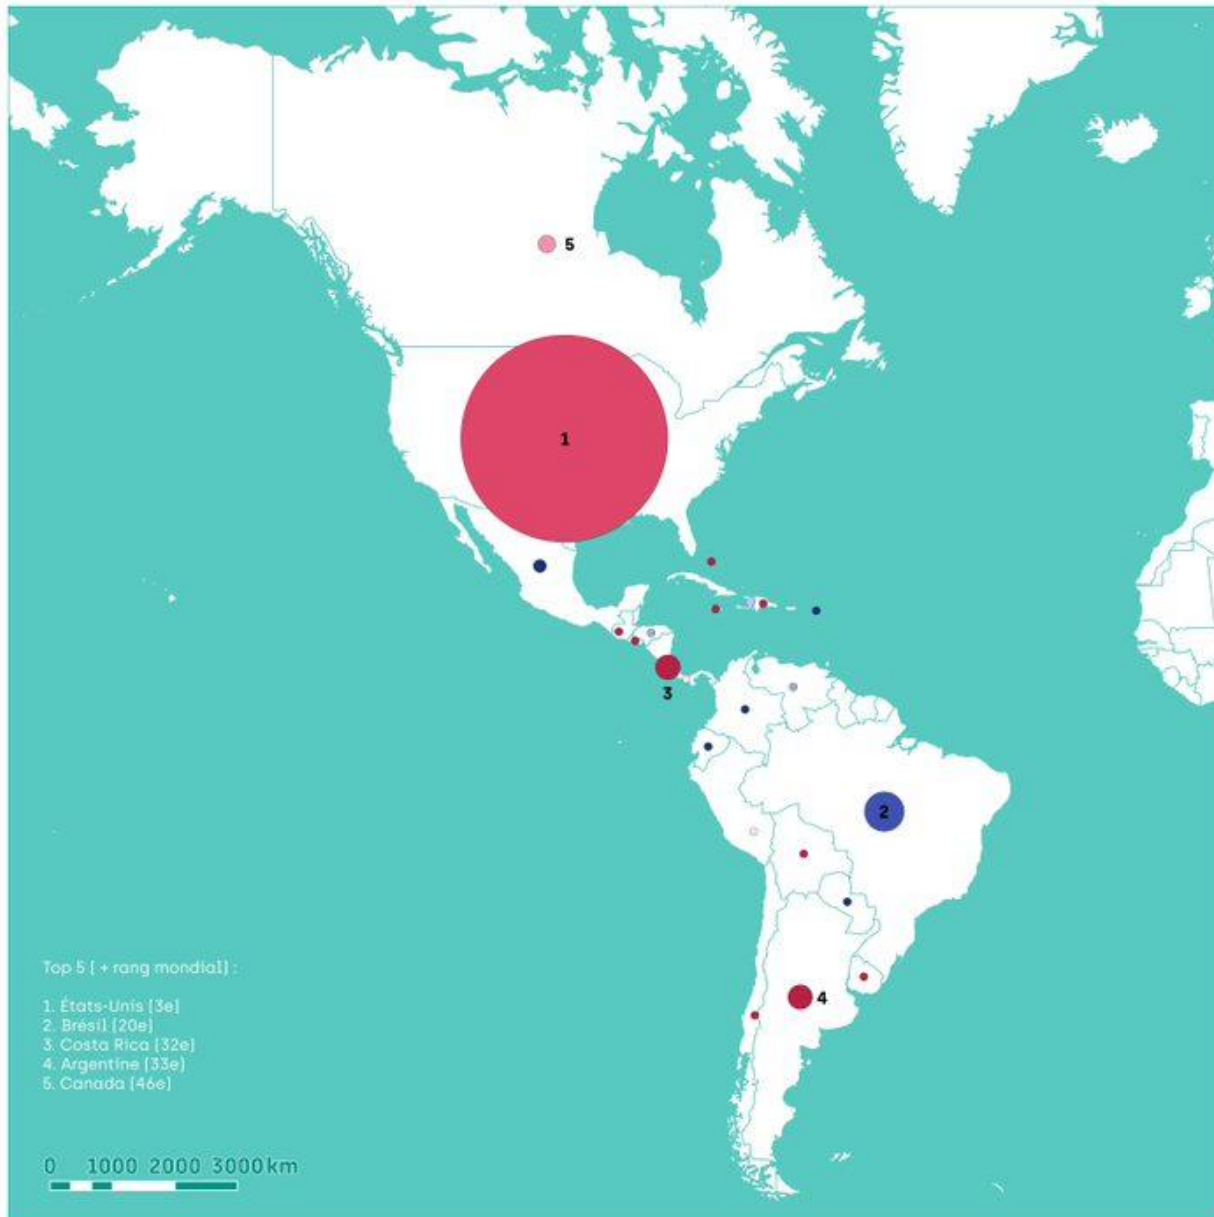 5
1
3
2
4
Top 5 [ + rang mondial] :
1. États-Unis [3e]
2. Brésil [20e]
3. Costa Rica [32e]
4. Argentine [33e]
5. Canada [46e]
0 1000 2000 3000 km